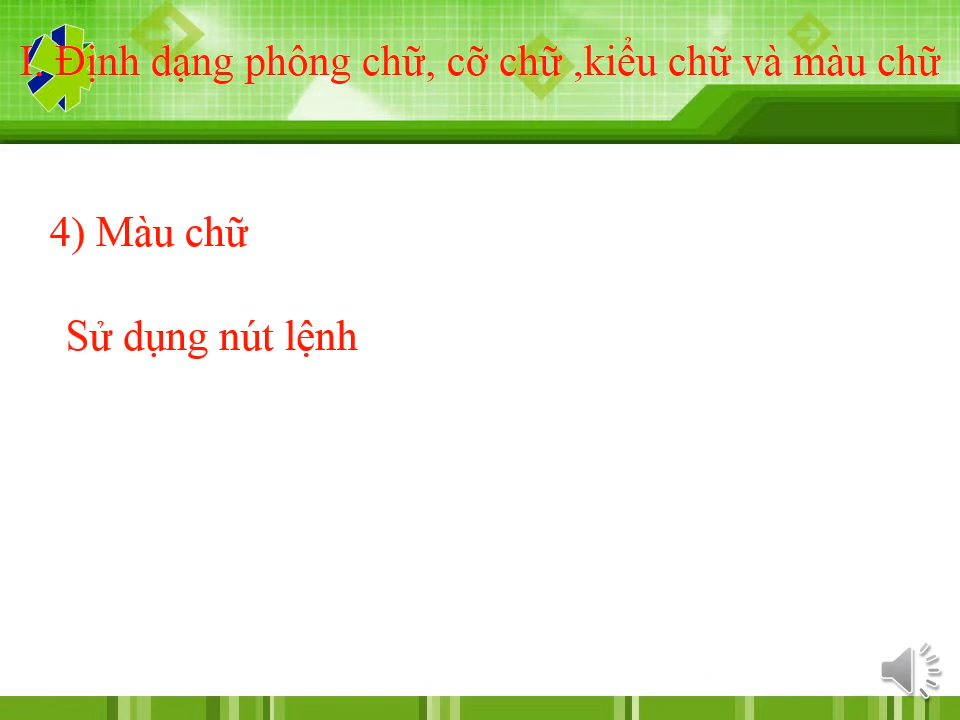 I. Định dạng phông chữ, cỡ chữ ,kiểu chữ và màu chữ
4) Màu chữ
Sử dụng nút lệnh